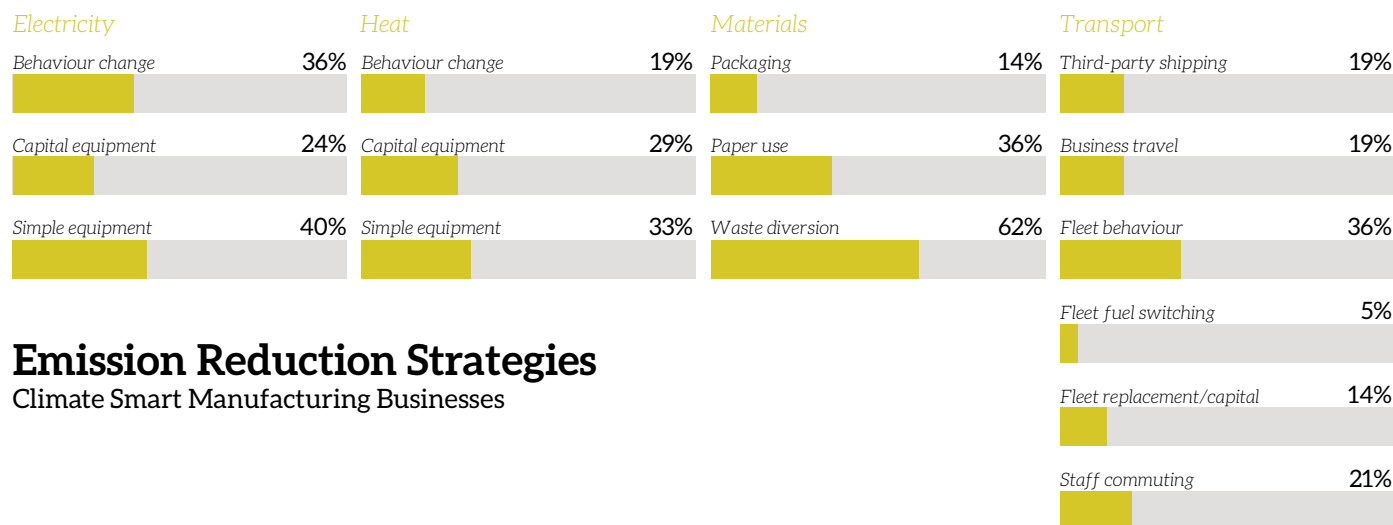 Electricity
Behaviour change 36%
Capital equipment 24%
Simple equipment 40%
Heat
Behaviour change 19%
Capital equipment 29%
Simple equipment 33%
Materials
Packaging 14%
Paper use 36%
Waste diversion 62%
Transport
Third-party shipping 19%
Business travel 19%
Fleet behaviour 36%
Fleet fuel switching 5%
Fleet replacement/capital 14%
Staff commuting 21%
Emission Reduction Strategies
Climate Smart Manufacturing Businesses